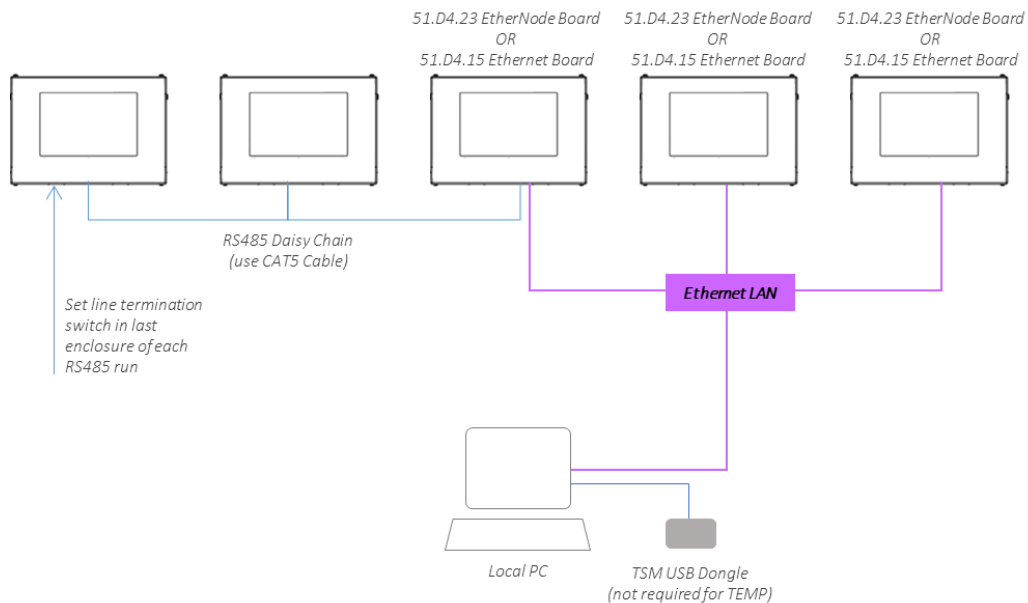 51.D4.23 EtherNode Board
OR
51.D4.15 Ethernet Board
51.D4.23 EtherNode Board
OR
51.D4.15 Ethernet Board
51.D4.23 EtherNode Board
OR
51.D4.15 Ethernet Board
RS485 Daisy Chain
(use CAT5 Cable)
Ethernet LAN
Set line termination
switch in last
enclosure of each
RS485 run
Local PC
TSM USB Dongle
(not required for TEMP)